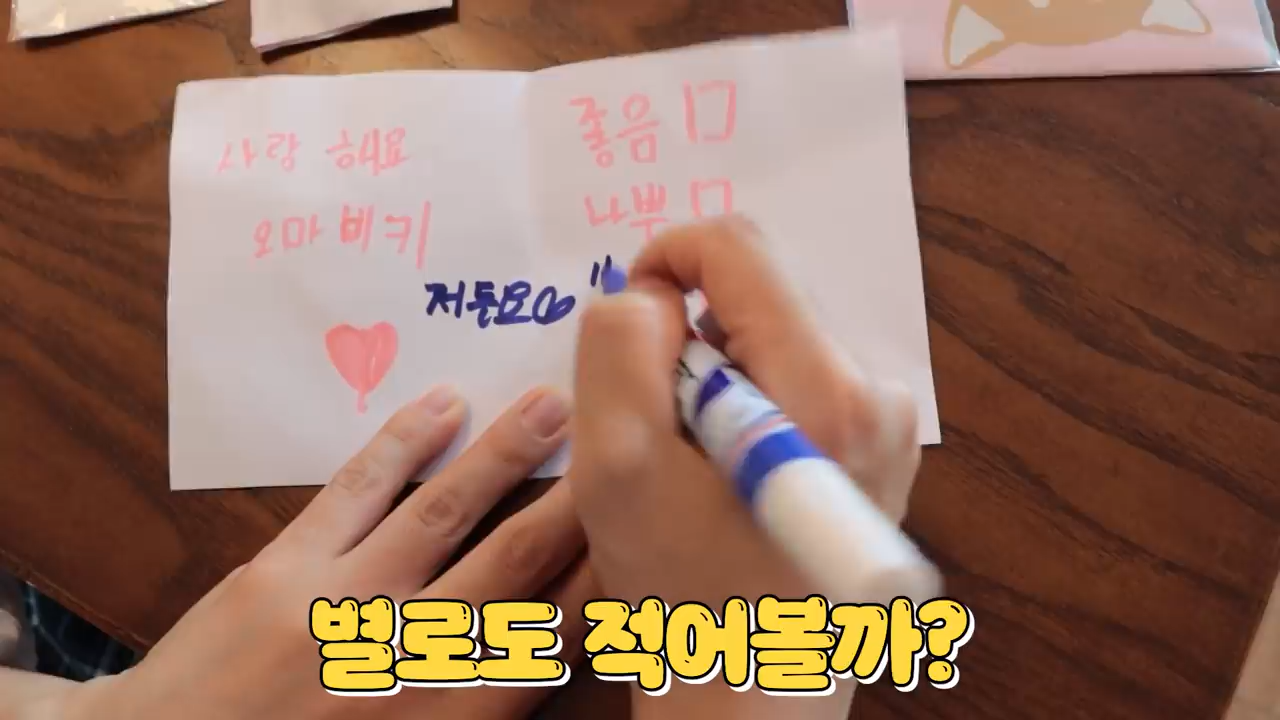 사랑 해요
오마 비키
좋음
나쁨
저돈요
별로도 적어볼까?